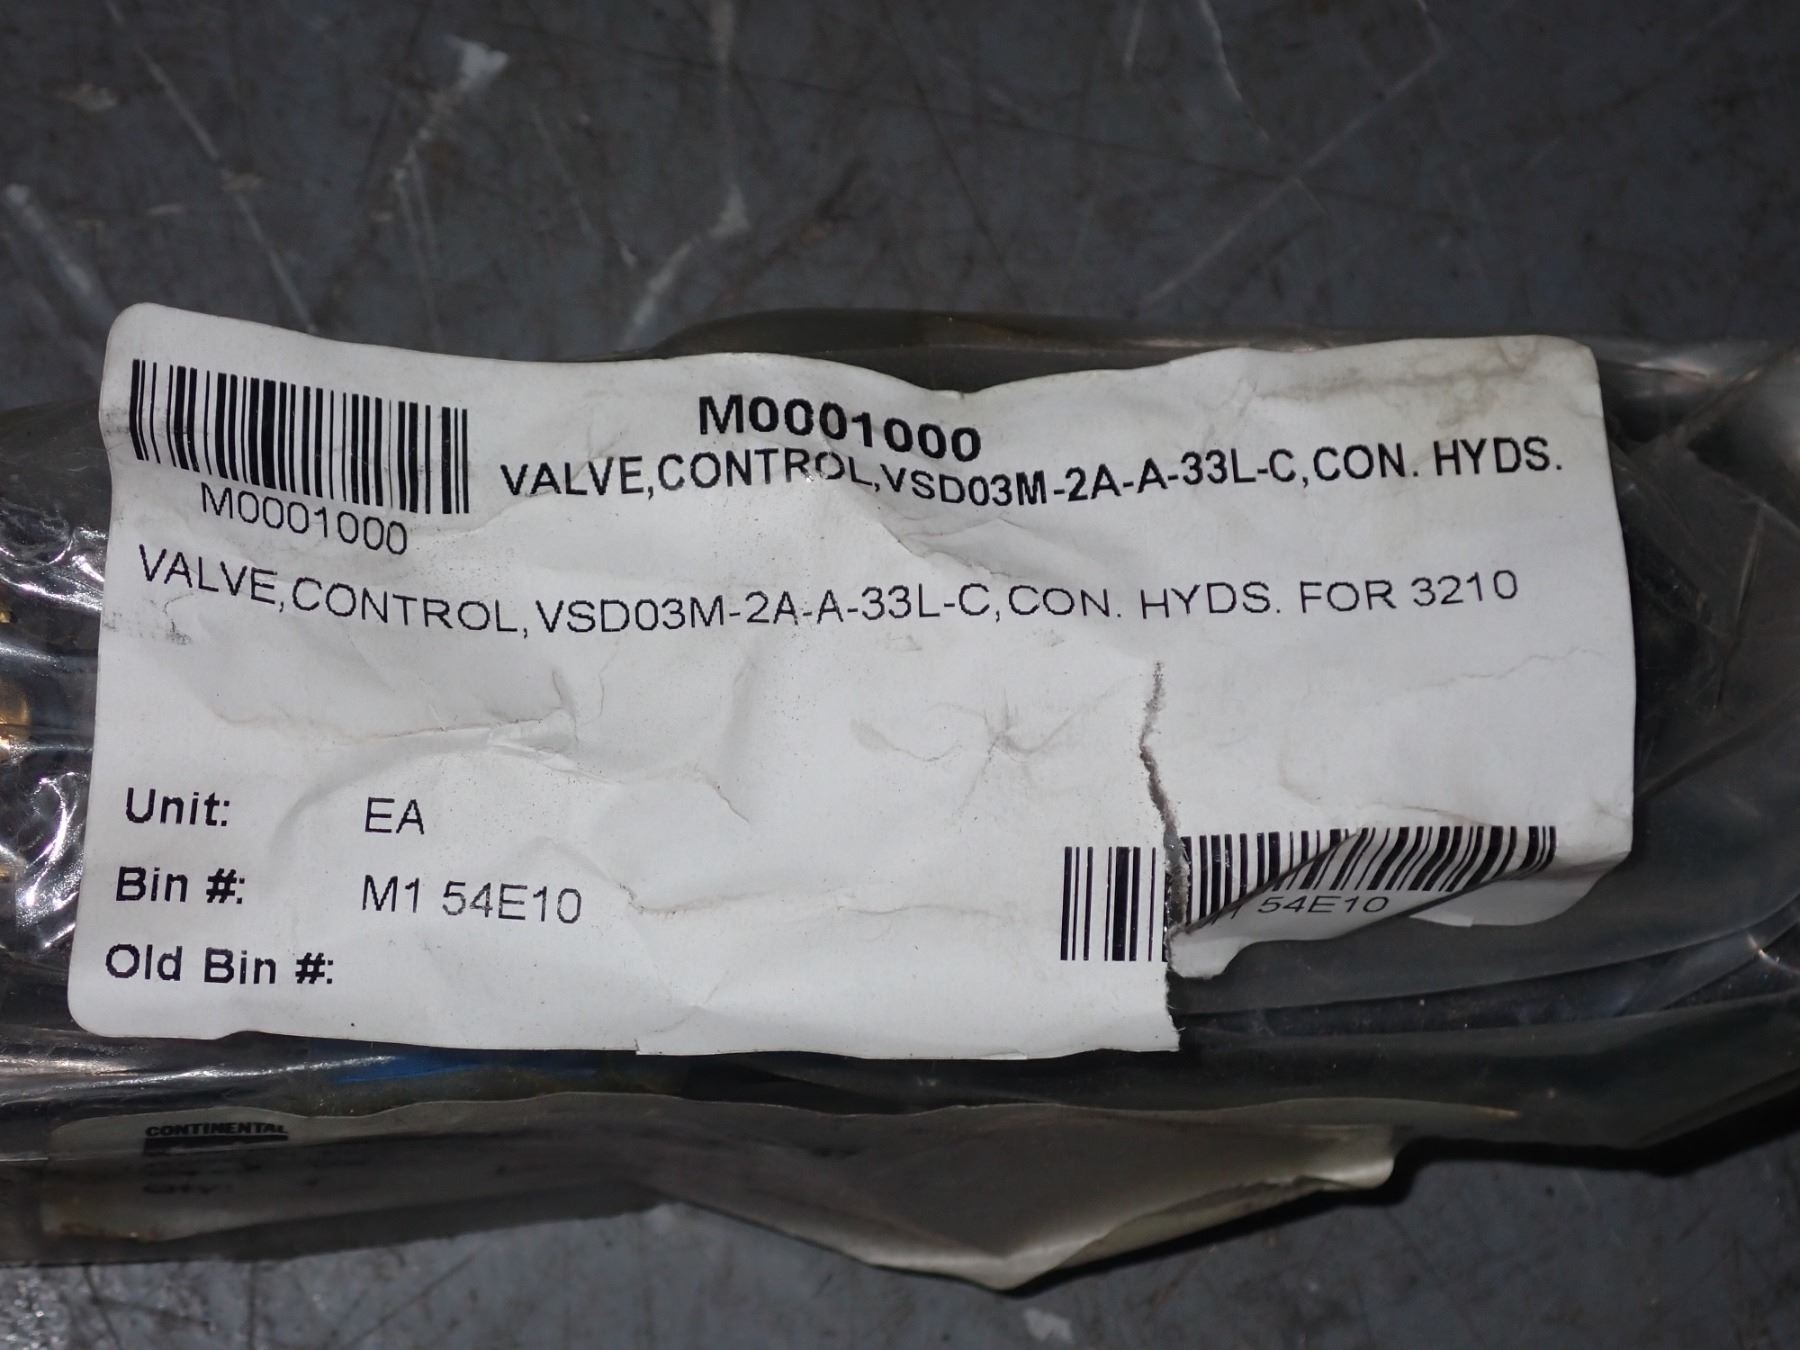 M0001000
VALVE,CONTROL,VSD03M-2A-A-33L-C,CON. HYDS.
M0001000
VALVE,CONTROL,VSD03M-2A-A-33L-C,CON. HYDS. FOR 3210
Unit: EA
Bin #: M1 54E10
54E10
Old Bin #:
CONTINENTAL
Qty: